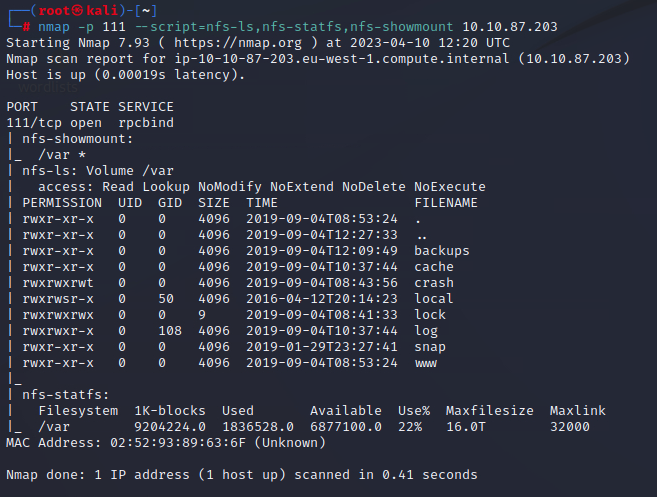 ┌──(root㉿kali)-[~]
└─# nmap -p 111 --script=nfs-ls,nfs-statfs,nfs-showmount 10.10.87.203
Starting Nmap 7.93 ( https://nmap.org ) at 2023-04-10 12:20 UTC
Nmap scan report for ip-10-10-87-203.eu-west-1.compute.internal (10.10.87.203)
Host is up (0.00019s latency).
PORT    STATE SERVICE
111/tcp open  rpcbind
| nfs-showmount:
|_  /var *
| nfs-ls: Volume /var
|   access: Read Lookup NoModify NoExtend NoDelete NoExecute
| PERMISSION  UID  GID  SIZE  TIME                 FILENAME
| rwxr-xr-x   0    0    4096  2019-09-04T08:53:24  .
| rwxr-xr-x   0    0    4096  2019-09-04T12:27:33  ..
| rwxr-xr-x   0    0    4096  2019-09-04T12:09:49  backups
| rwxr-xr-x   0    0    4096  2019-09-04T10:37:44  cache
| rwxrwxrwt   0    0    4096  2019-09-04T08:43:56  crash
| rwxrwsr-x   0    50   4096  2016-04-12T20:14:23  local
| rwxrwxrwx   0    0    9     2019-09-04T08:41:33  lock
| rwxrwxr-x   0    108  4096  2019-09-04T10:37:44  log
| rwxr-xr-x   0    0    4096  2019-01-29T23:27:41  snap
| rwxr-xr-x   0    0    4096  2019-09-04T08:53:24  www
|_
| nfs-statfs:
|   Filesystem  1K-blocks  Used       Available  Use%  Maxfilesize  Maxlink
|_  /var        9204224.0  1836528.0  6877100.0  22%   16.0T        32000
MAC Address: 02:52:93:89:63:6F (Unknown)
Nmap done: 1 IP address (1 host up) scanned in 0.41 seconds